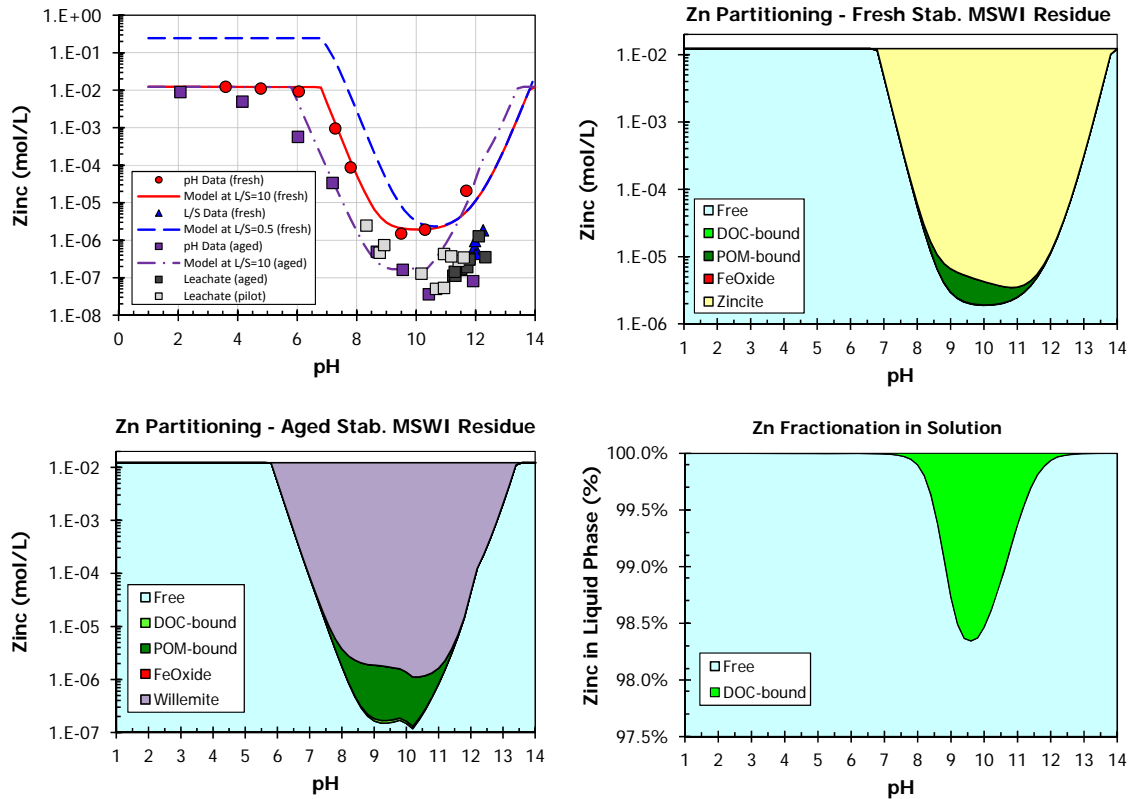 1.E+00
1.E-01
1.E-02
1.E-03
1.E-04
1.E-05
1.E-06
1.E-07
1.E-08
Zinc (mol/L)
pH Data (fresh)
Model at L/S=10 (fresh)
L/S Data (fresh)
Model at L/S=0.5 (fresh)
pH Data (aged)
Model at L/S=10 (aged)
Leachate (aged)
Leachate (pilot)
0 2 4 6 8 10 12 14
pH
Zn Partitioning - Fresh Stab. MSWI Residue
1.E-02
1.E-03
1.E-04
1.E-05
1.E-06
Zinc (mol/L)
Free
DOC-bound
POM-bound
FeOxide
Zincite
1 2 3 4 5 6 7 8 9 10 11 12 13 14
pH
Zn Partitioning - Aged Stab. MSWI Residue
1.E-02
1.E-03
1.E-04
1.E-05
1.E-06
1.E-07
Zinc (mol/L)
Free
DOC-bound
POM-bound
FeOxide
Willemite
1 2 3 4 5 6 7 8 9 10 11 12 13 14
pH
Zn Fractionation in Solution
100.0%
99.5%
99.0%
98.5%
98.0%
97.5%
Zinc in Liquid Phase (%)
Free
DOC-bound
1 2 3 4 5 6 7 8 9 10 11 12 13 14
pH